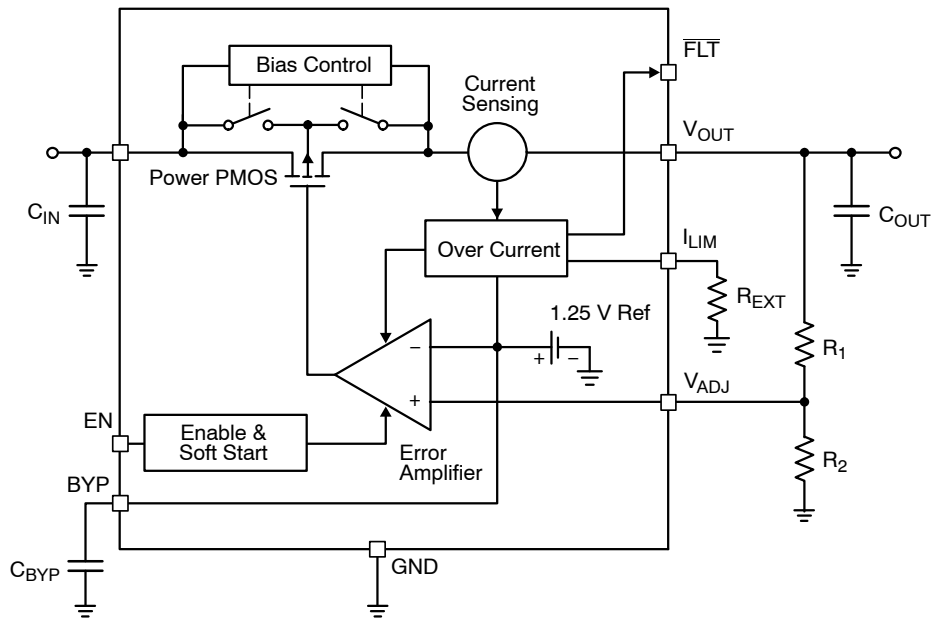 FLT
Bias Control
Current
Sensing
VOUT
Power PMOS
CIN
COUT
Over Current
ILIM
REXT
1.25 V Ref
−
+
−
R1
VADJ
+
EN
Enable &
Soft Start
Error
Amplifier
R2
BYP
GND
CBYP